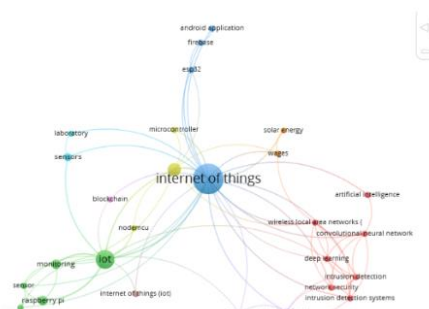 android application
firebase
esp32
microcontroller
solar energy
laboratory
wages
sensors
internet of things
artificial intelligence
blockchain
wireless local area networks (
nodemcu
convolutional neural network
iot
deep learning
monitoring
intrusion detection
sensor
network security
internet of things (iot)
raspberry pi
intrusion detection systems